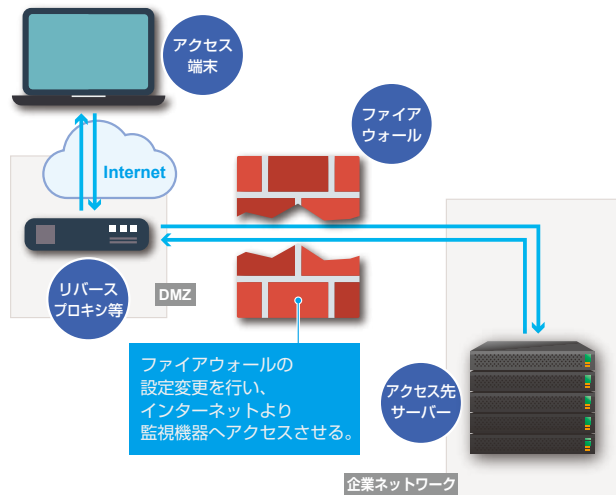 アクセス
端末
ファイア
ウォール
Internet
リバース
プロキシ等
DMZ
ファイアウォールの
設定変更を行い、
インターネットより
監視機器へアクセスさせる。
アクセス先
サーバー
企業ネットワーク